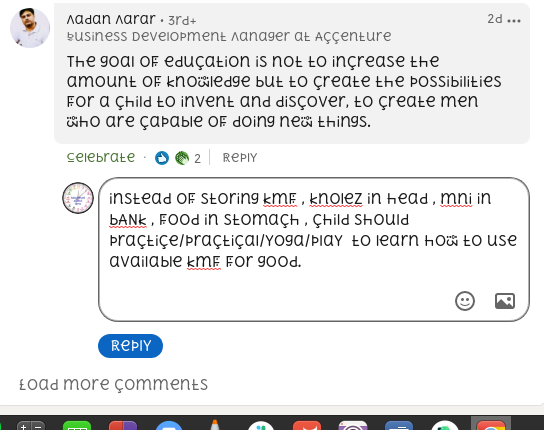 Madan Marar · 3rd+ 2d
Business Development Manager at Accenture
The goal of education is not to increase the
amount of knowledge but to create the possibilities
for a child to invent and discover, to create men
who are capable of doing new things.
Celebrate · 2 | Reply
instead of storing kmf , knolez in head , mni in
bANk , food in stomach , child should
practice/practical/yoga/play to learn how to use
available kmf for good.
Reply
Load more comments